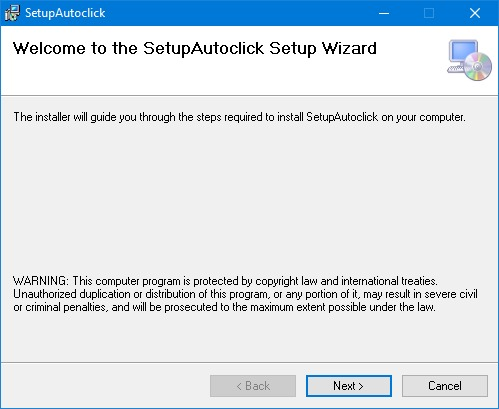 SetupAutoclick
Welcome to the SetupAutoclick Setup Wizard
The installer will guide you through the steps required to install SetupAutoclick on your computer.
WARNING: This computer program is protected by copyright law and international treaties.
Unauthorized duplication or distribution of this program, or any portion of it, may result in severe civil
or criminal penalties, and will be prosecuted to the maximum extent possible under the law.
< Back
Next >
Cancel